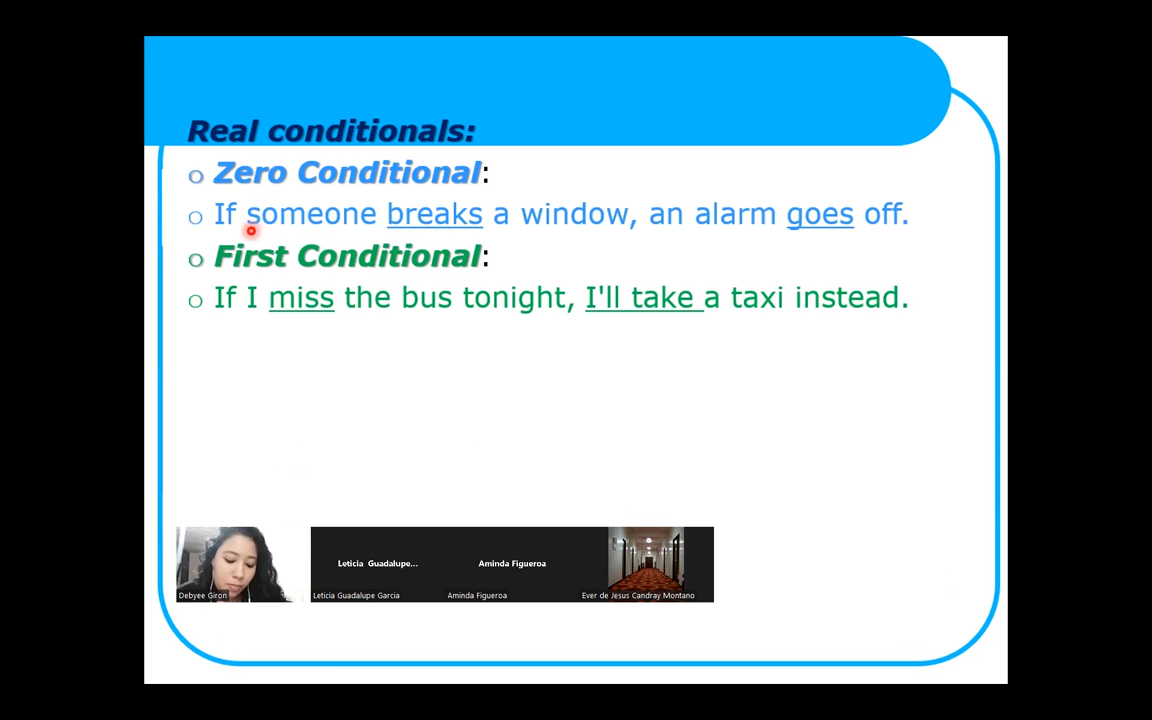 Real conditionals:
o Zero Conditional:
o If someone breaks a window, an alarm goes off.
o First Conditional:
o If I miss the bus tonight, I'll take a taxi instead.
Leticia Guadalupe...
Aminda Figueroa
Debyee Giron
Leticia Guadalupe Garcia
Aminda Figueroa
Ever de Jesus Candray Montano